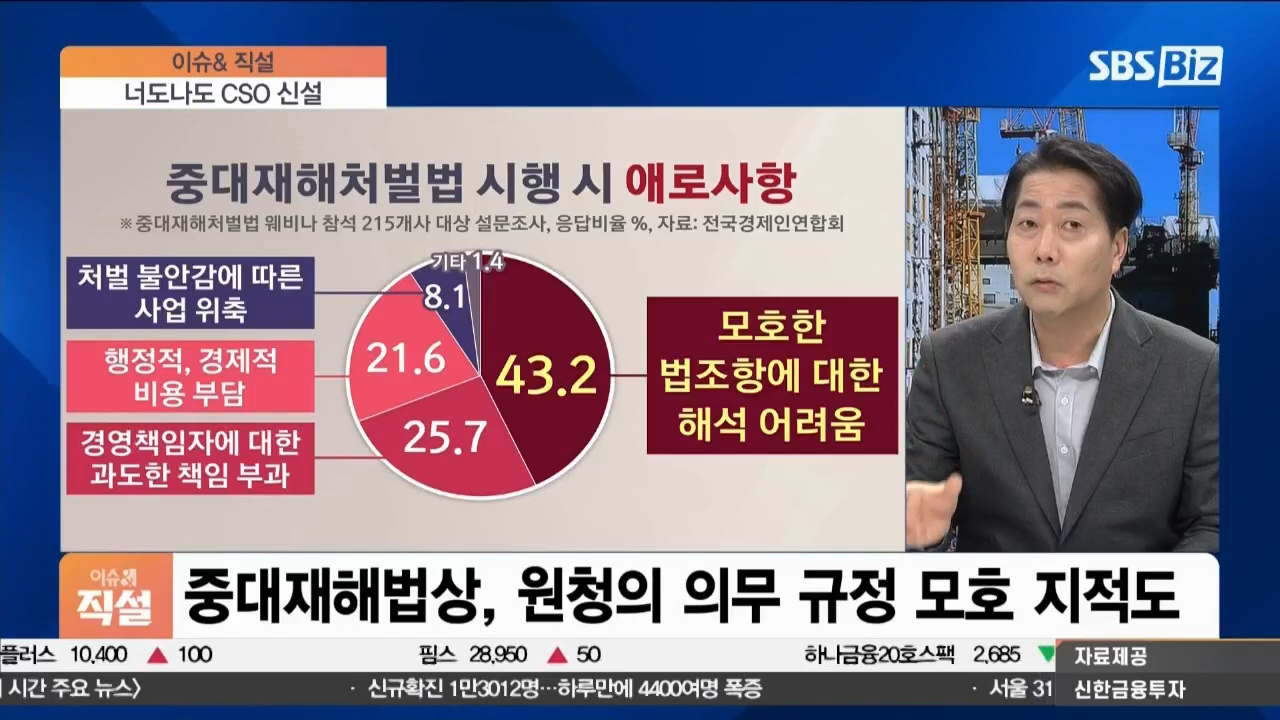 이슈& 직설
너도나도 CSO 신설
SBS Biz
중대재해처벌법 시행 시 애로사항
※ 중대재해처벌법 웨비나 참석 215개사 대상 설문조사, 응답비율 %, 자료: 전국경제인연합회
처벌 불안감에 따른
사업 위축
행정적, 경제적
비용 부담
경영책임자에 대한
과도한 책임 부과
기타 1.4
8.1
21.6
25.7
43.2
모호한
법조항에 대한
해석 어려움
이슈&
직설
중대재해법상, 원청의 의무 규정 모호 지적도
플러스 10,400 ▲ 100 핌스 28,950 ▲ 50 하나금융20호스팩 2,685 ▼
자료제공
시간 주요 뉴스> · 신규확진 1만3012명…하루만에 4400여명 폭증 · 서울 31
신한금융투자